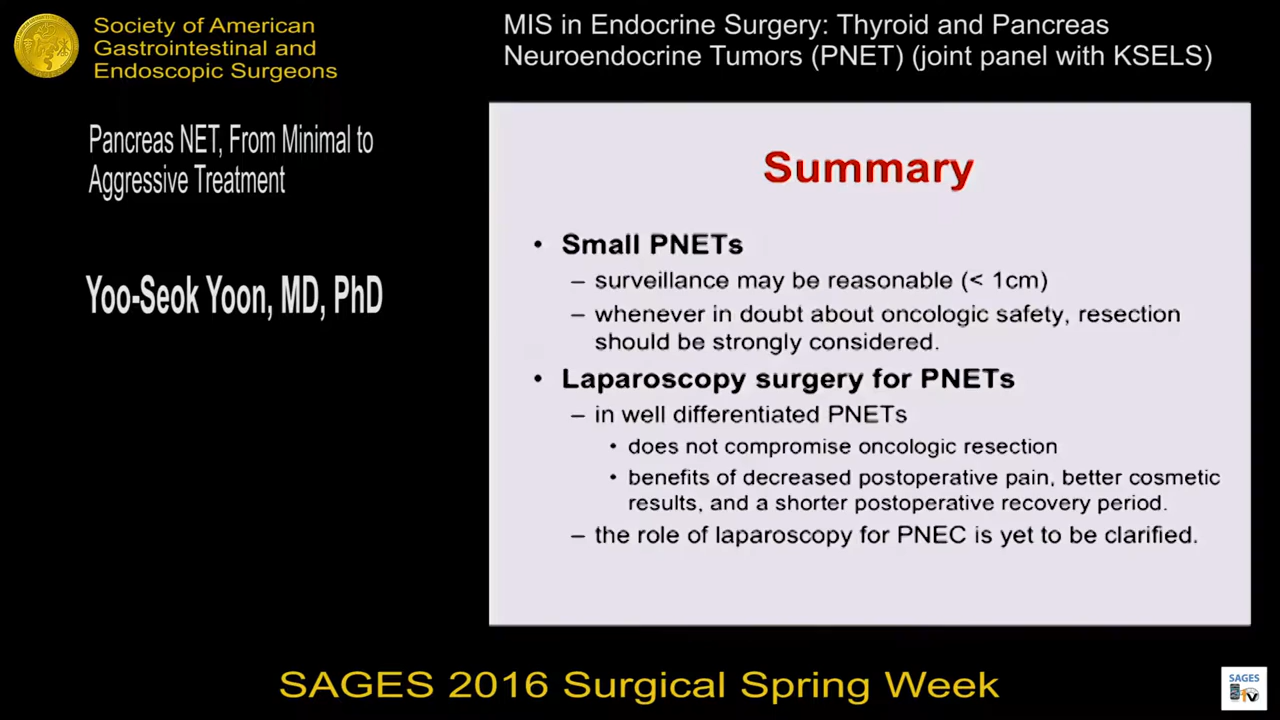 Society of American
Gastrointestinal and
Endoscopic Surgeons
MIS in Endocrine Surgery: Thyroid and Pancreas
Neuroendocrine Tumors (PNET) (joint panel with KSELS)
Pancreas NET, From Minimal to
Aggressive Treatment
Yoo-Seok Yoon, MD, PhD
Summary
• Small PNETs
– surveillance may be reasonable (< 1cm)
– whenever in doubt about oncologic safety, resection
should be strongly considered.
• Laparoscopy surgery for PNETs
– in well differentiated PNETs
• does not compromise oncologic resection
• benefits of decreased postoperative pain, better cosmetic
results, and a shorter postoperative recovery period.
– the role of laparoscopy for PNEC is yet to be clarified.
SAGES 2016 Surgical Spring Week
SAGES
tv